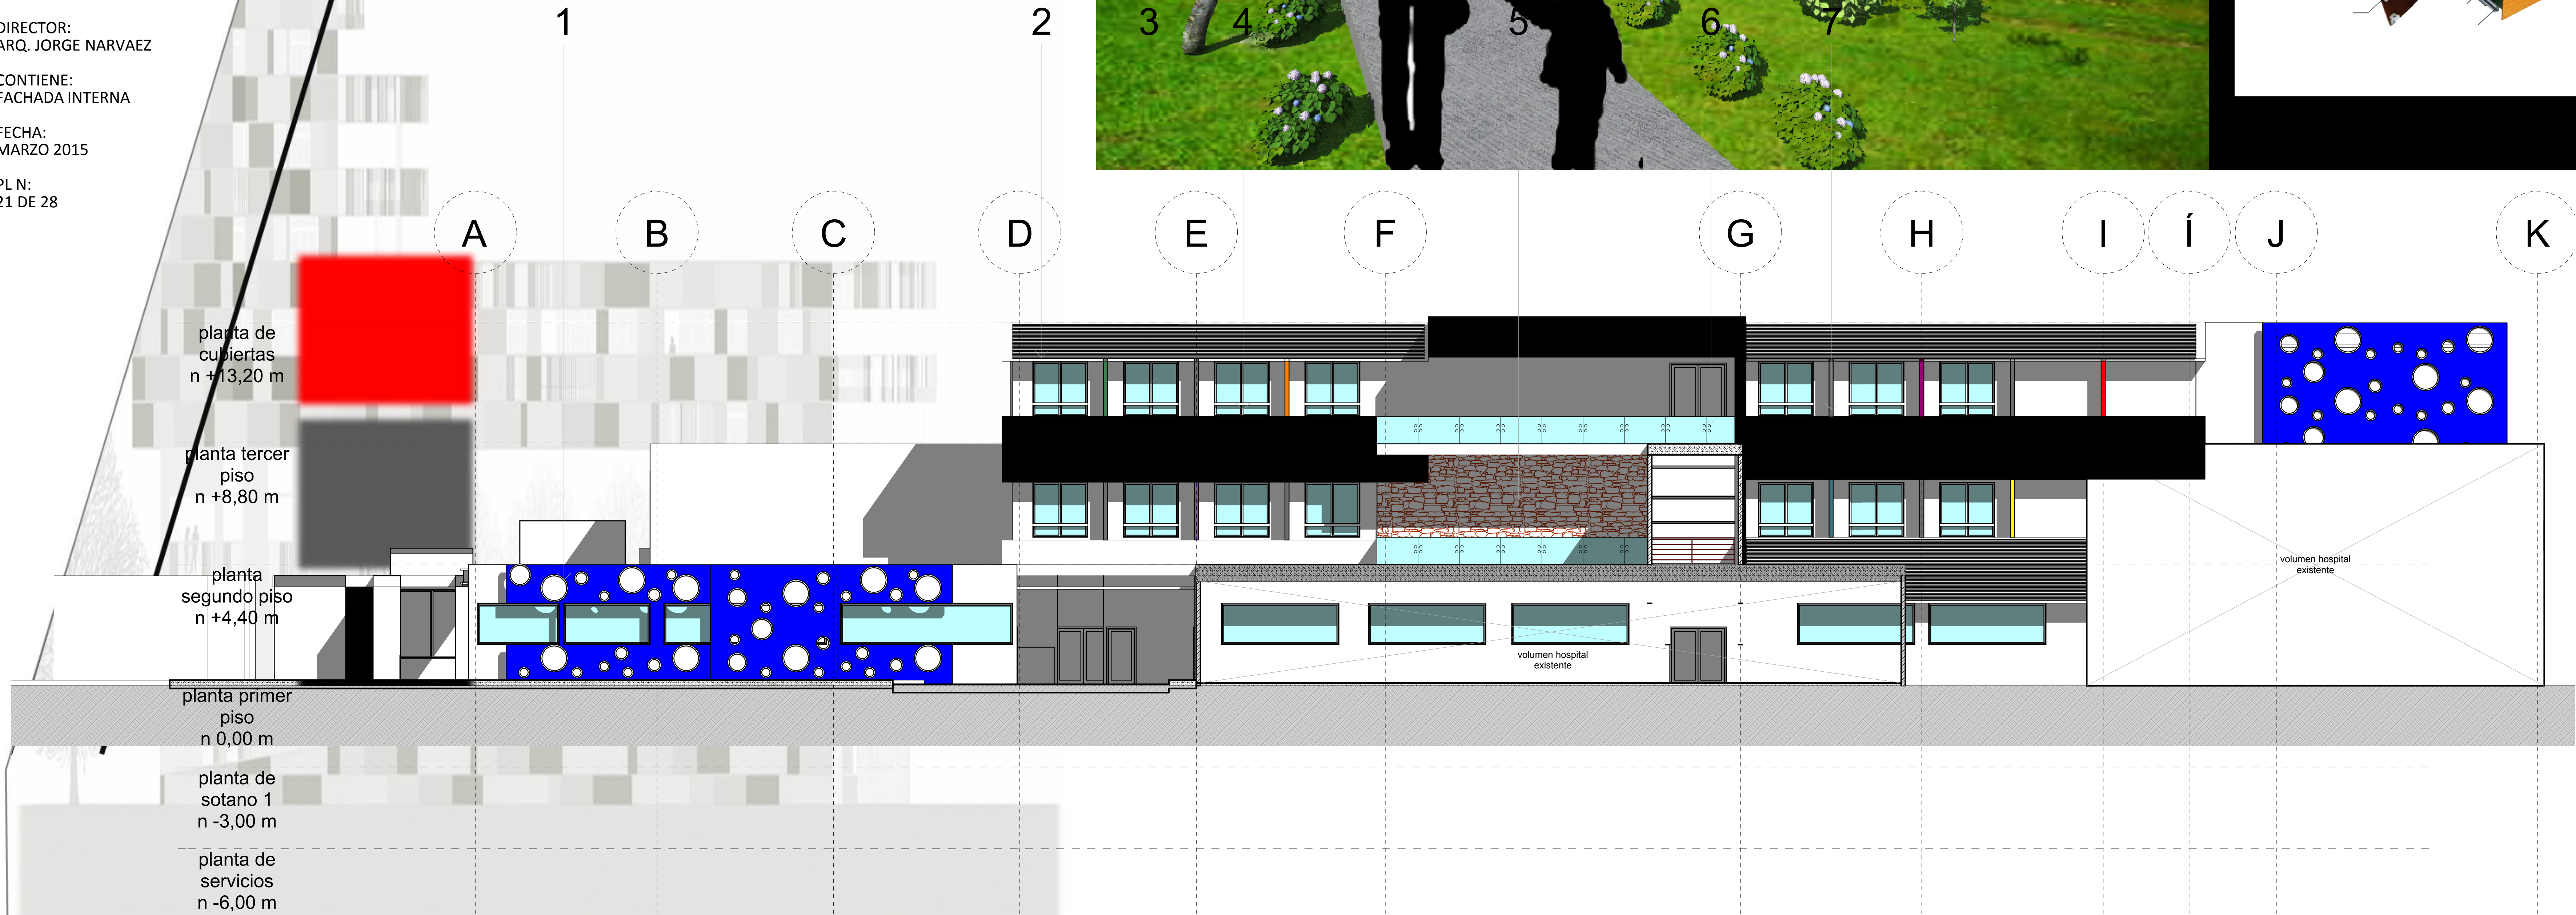 DIRECTOR:
ARQ. JORGE NARVAEZ
CONTIENE:
FACHADA INTERNA
FECHA:
MARZO 2015
PL N:
21 DE 28
1
2
3
4
5
6
7
A
B
C
D
E
F
G
H
I
Í
J
K
planta de
cubiertas
n +13,20 m
planta tercer
piso
n +8,80 m
planta
segundo piso
n +4,40 m
volumen hospital
existente
volumen hospital
existente
planta primer
piso
n 0,00 m
planta de
sotano 1
n -3,00 m
planta de
servicios
n -6,00 m